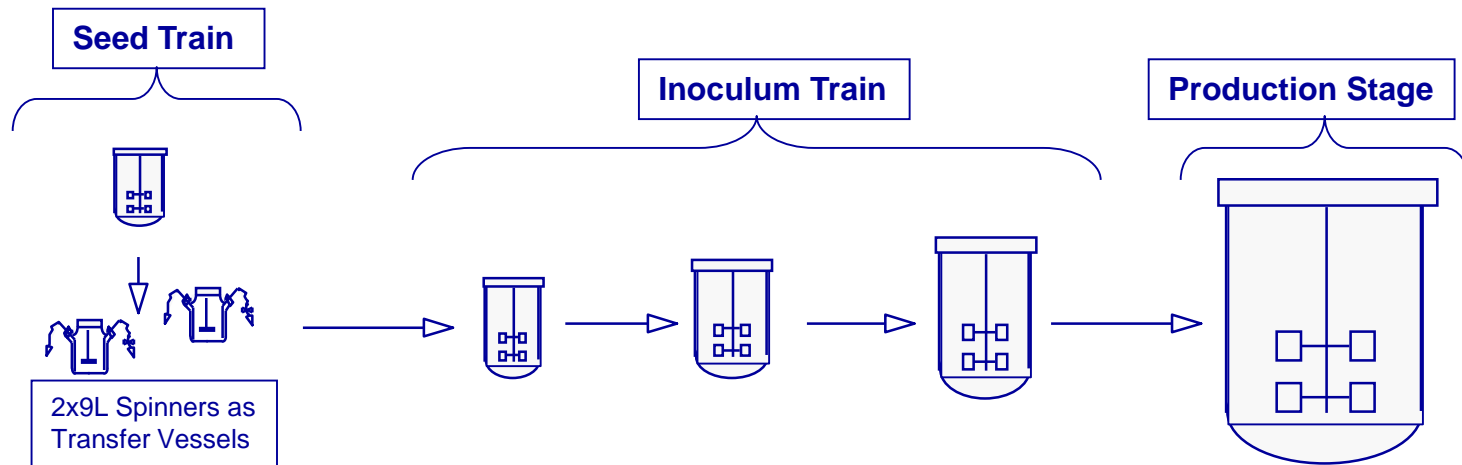 Seed Train
Inoculum Train
Production Stage
2x9L Spinners as
Transfer Vessels